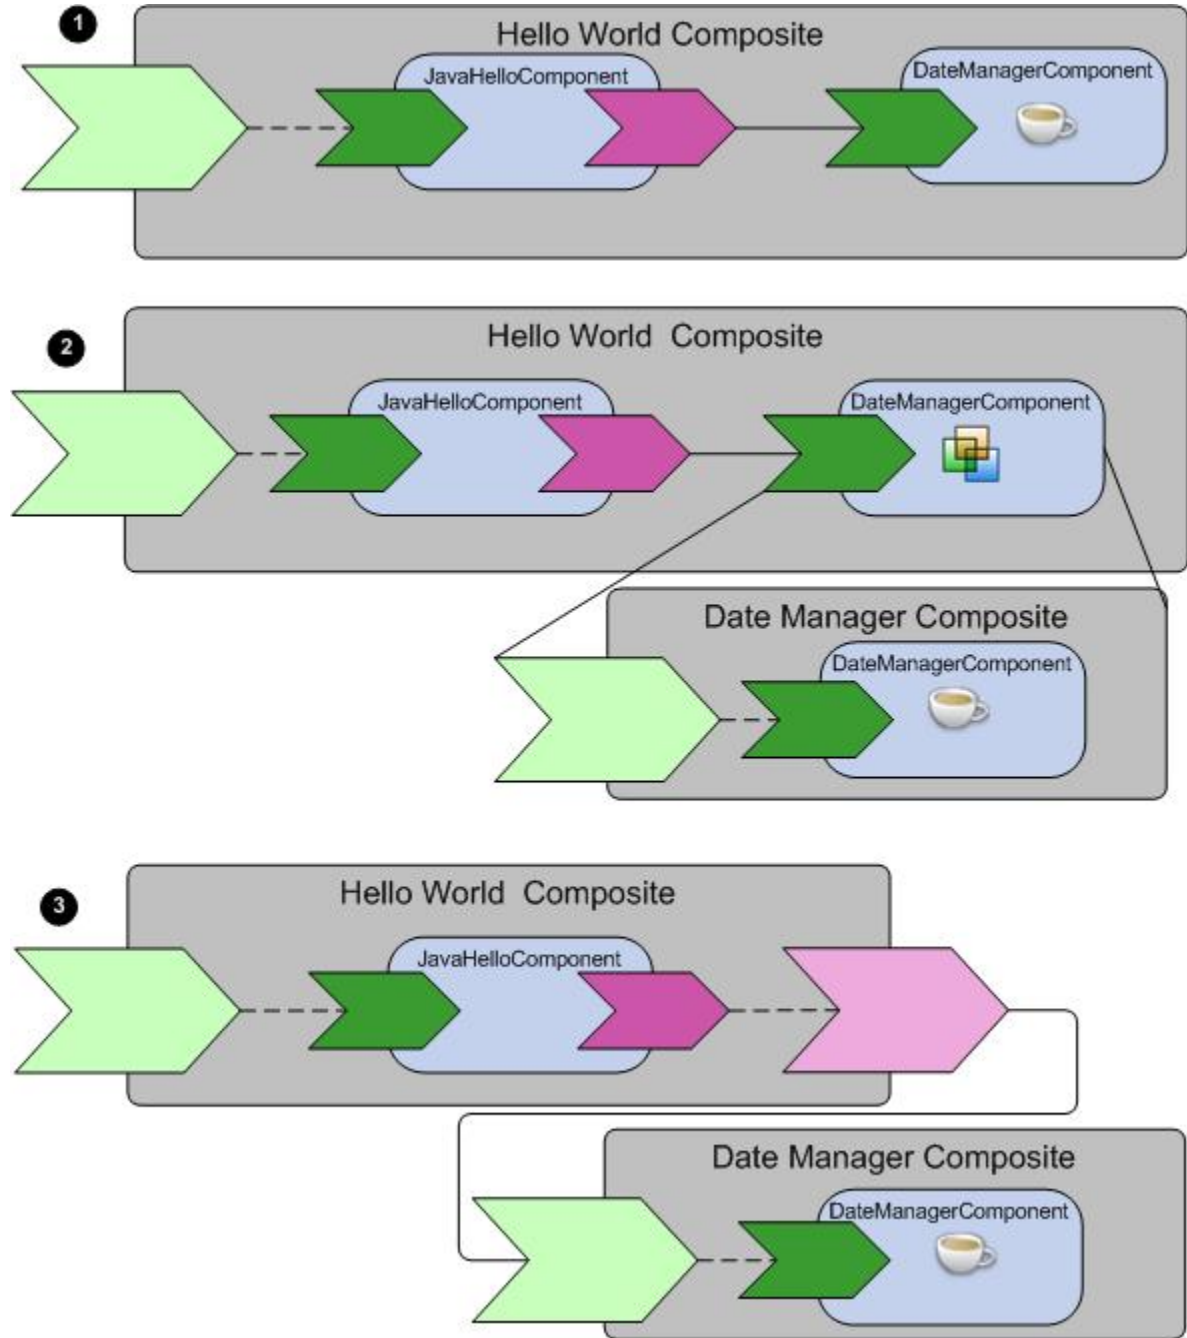 1
Hello World Composite
JavaHelloComponent
DateManagerComponent
2
Hello World Composite
JavaHelloComponent
DateManagerComponent
Date Manager Composite
DateManagerComponent
3
Hello World Composite
JavaHelloComponent
Date Manager Composite
DateManagerComponent